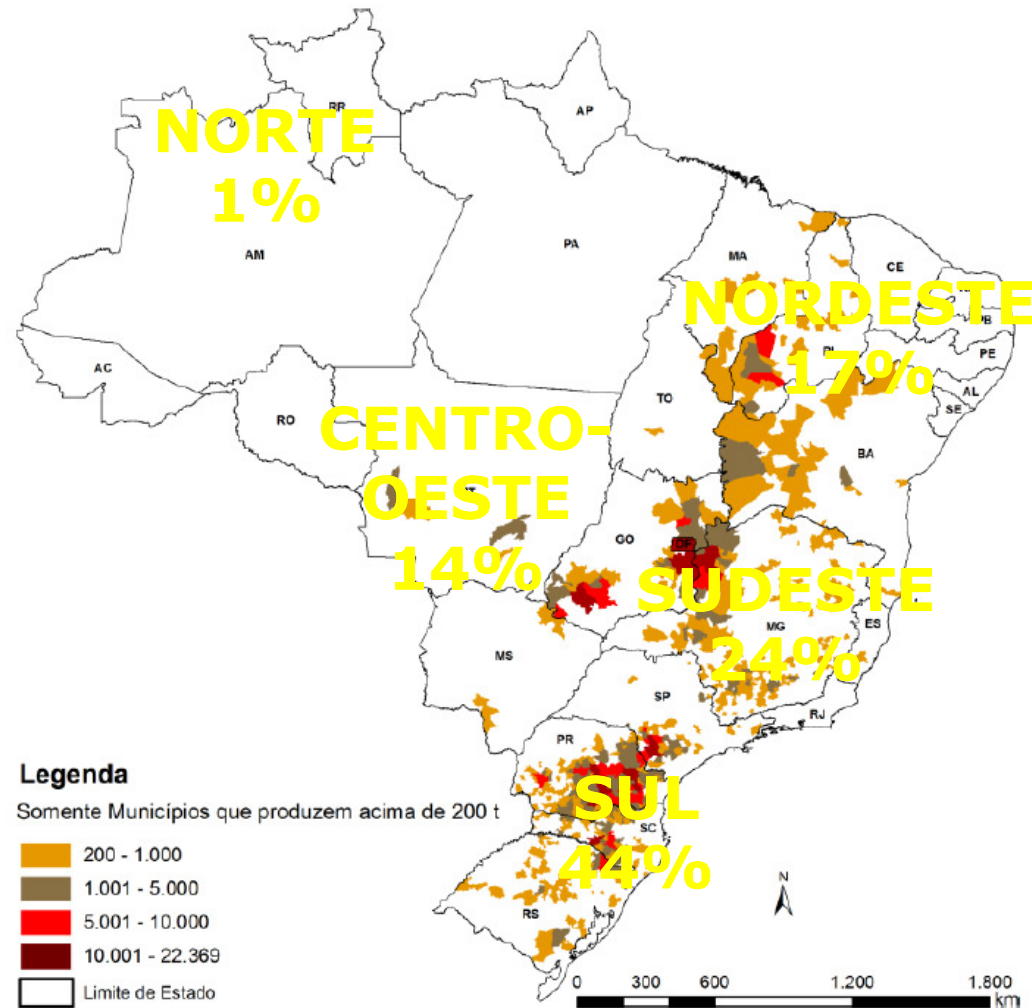 RR
AP
NORTE
1%
AM
PA
MA
CE
NORDESTE
17%
PB
PE
AL
SE
AC
RO
TO
BA
CENTRO-
OESTE
14%
GO
DF
SUDESTE
24%
MG
ES
MS
SP
RJ
PR
SUL
44%
SC
RS
N
Legenda
Somente Municípios que produzem acima de 200 t
200 - 1.000
1.001 - 5.000
5.001 - 10.000
10.001 - 22.369
Limite de Estado
0 300 600 1.200 1.800
km